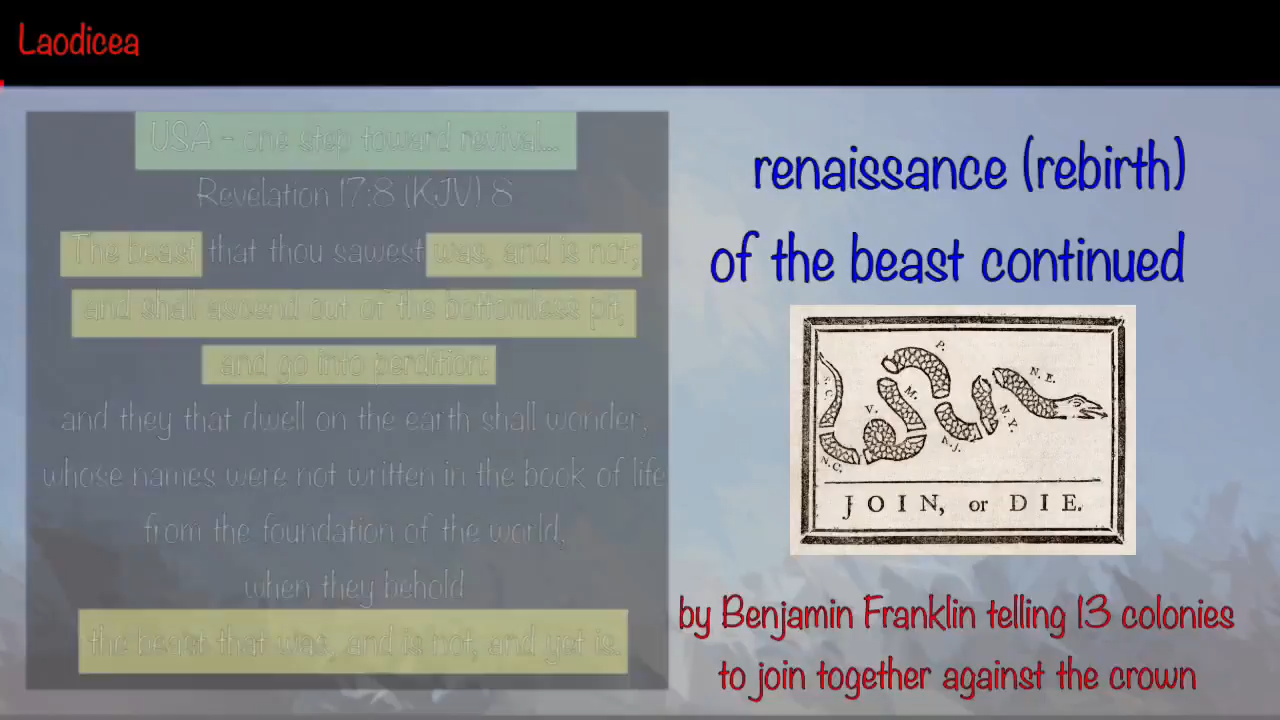 Laodicea
USA - one step toward revival...
Revelation 17:8 (KJV) 8
The beast that thou sawest was, and is not;
and shall ascend out of the bottomless pit,
and go into perdition:
and they that dwell on the earth shall wonder,
whose names were not written in the book of life
from the foundation of the world,
when they behold
the beast that was, and is not, and yet is.
renaissance (rebirth)
of the beast continued
S.C.
N.C.
V.
M.
P.
N.J.
N.Y.
N.E.
JOIN, or DIE.
by Benjamin Franklin telling 13 colonies
to join together against the crown